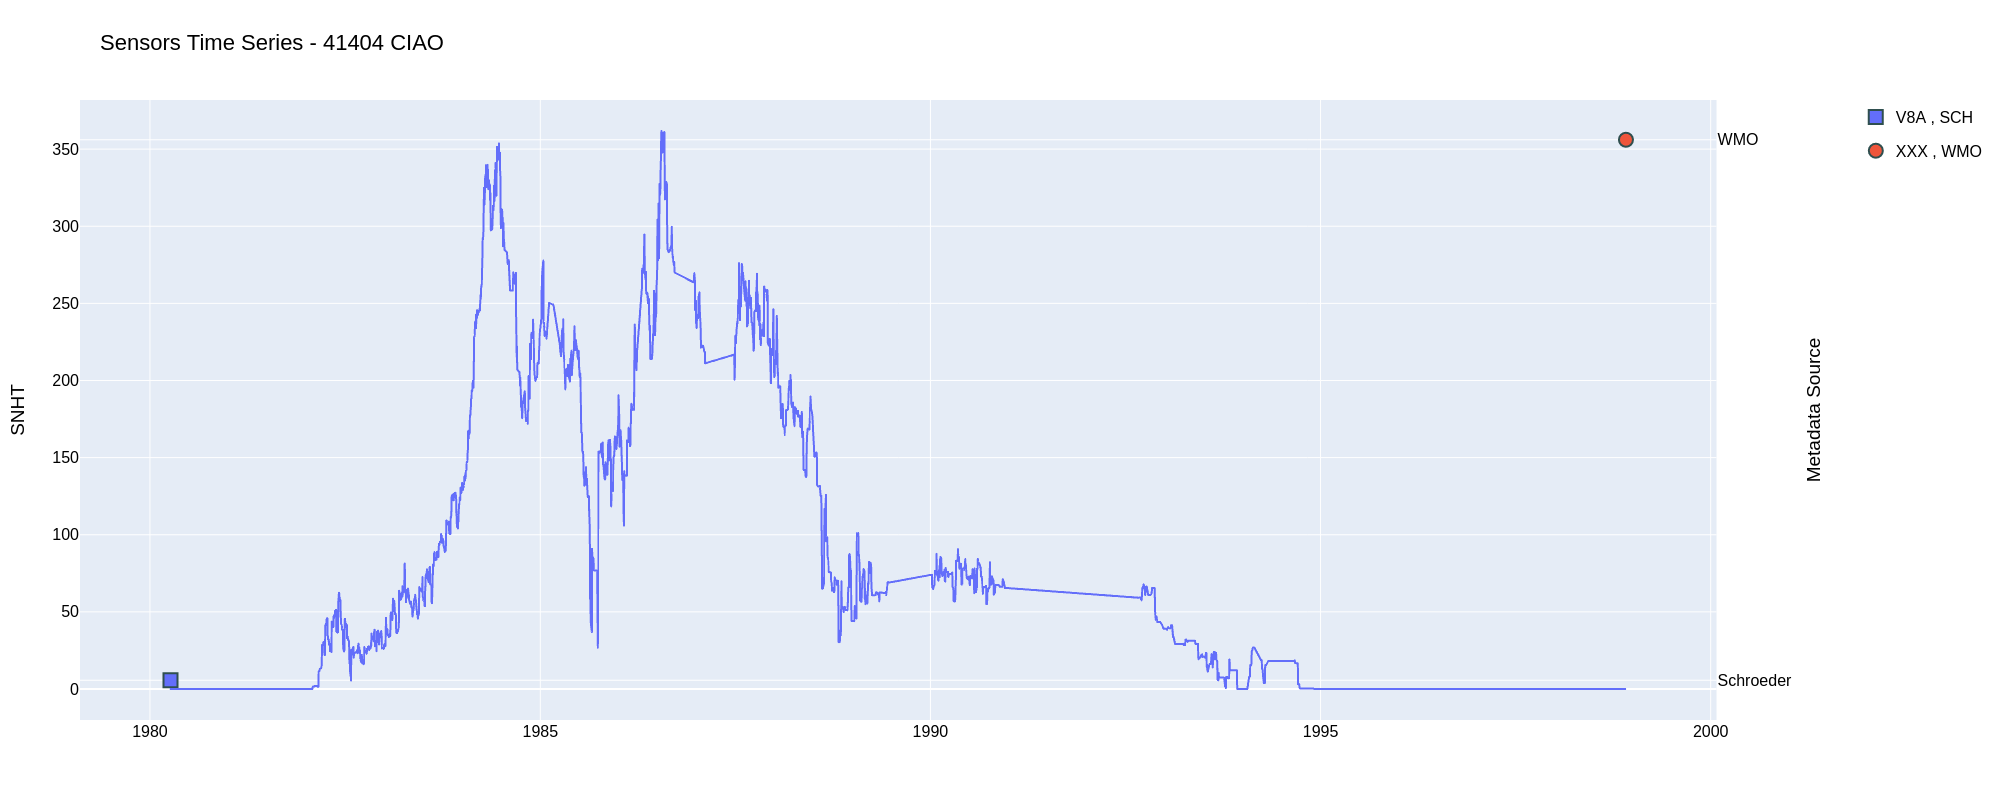 Sensors Time Series - 41404 CIAO
V8A , SCH
XXX , WMO
WMO
Schroeder
Metadata Source
SNHT
350
300
250
200
150
100
50
0
1980
1985
1990
1995
2000